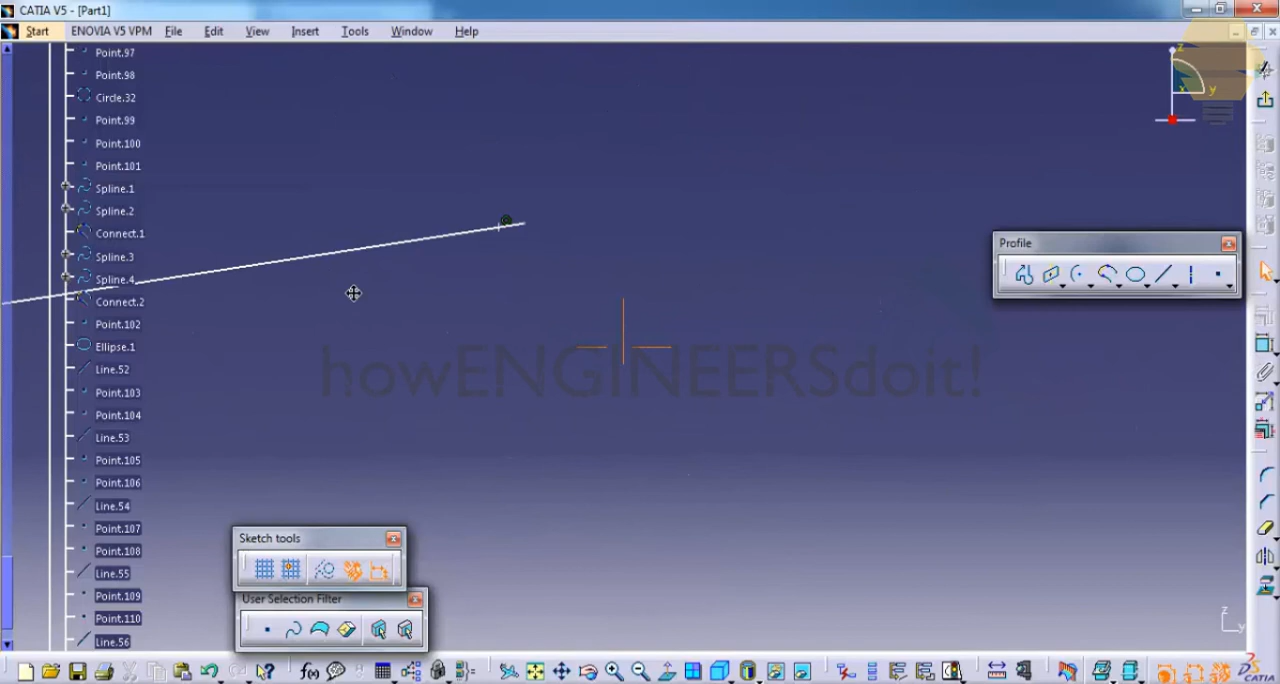 CATIA V5 - [Part1]
Start ENOVIA V5 VPM File Edit View Insert Tools Window Help
Point.97
Point.98
Circle.32
Point.99
Point.100
Point.101
Spline.1
Spline.2
Connect.1
Spline.3
Spline.4
Connect.2
Point.102
Ellipse.1
Line.52
Point.103
Point.104
Line.53
Point.105
Point.106
Line.54
Point.107
Point.108
Line.55
Point.109
Point.110
Line.56
z
x y
Profile
howENGINEERSdoit!
Sketch tools
User Selection Filter
z
y
f(x)
CATIA